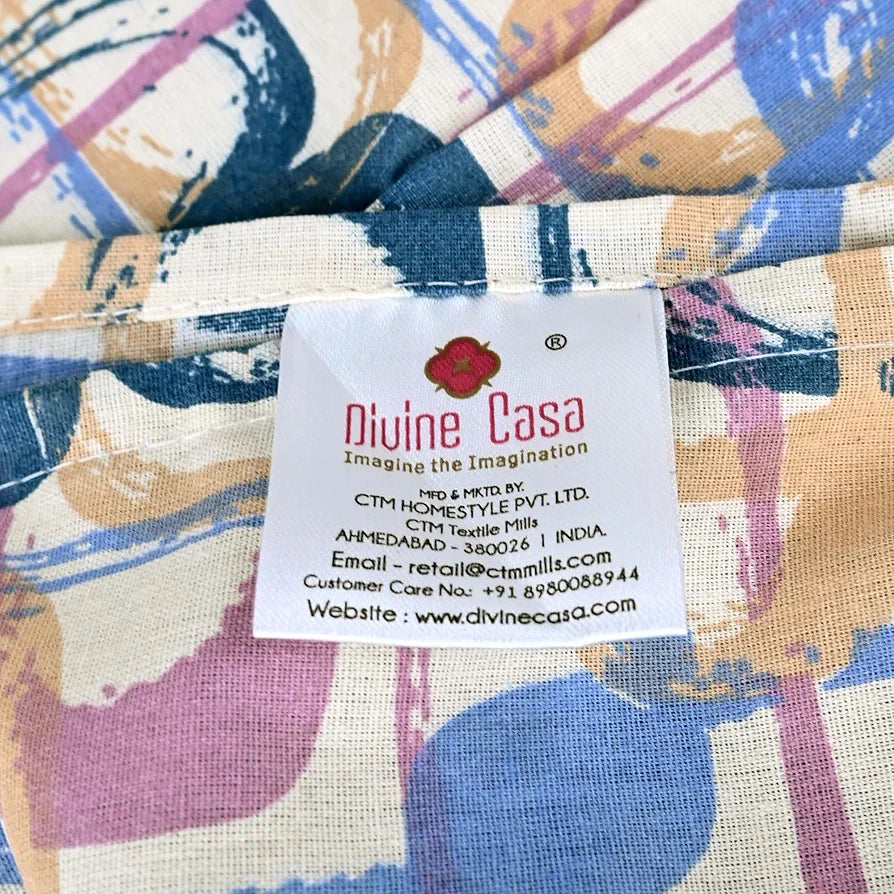 ®
Divine Casa
Imagine the Imagination
MFD & MKTD. BY.
CTM HOMESTYLE PVT. LTD.
CTM Textile Mills
AHMEDABAD - 380026 | INDIA.
Email - retail@ctmmills.com
Customer Care No.: +91 8980088944
Website : www.divinecasa.com